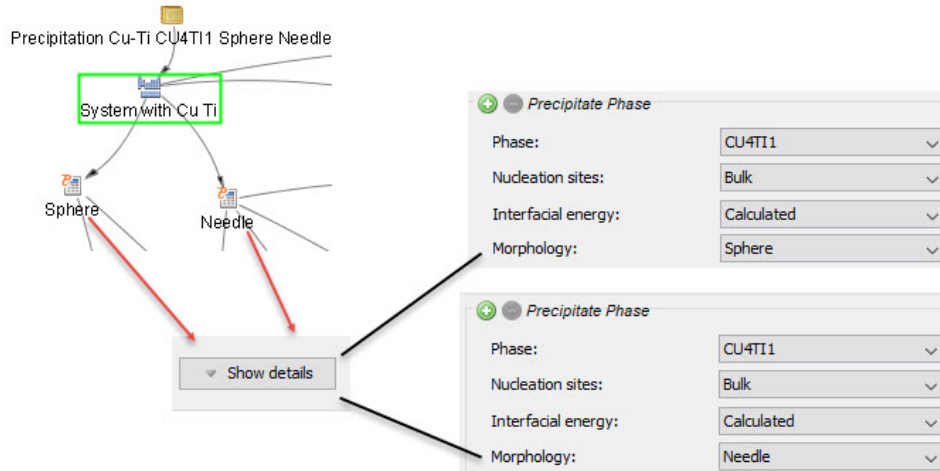 Precipitation Cu-Ti CU4TI1 Sphere Needle
System with Cu Ti
Sphere
Needle
Show details
Precipitate Phase
Phase: CU4TI1
Nucleation sites: Bulk
Interfacial energy: Calculated
Morphology: Sphere
Precipitate Phase
Phase: CU4TI1
Nucleation sites: Bulk
Interfacial energy: Calculated
Morphology: Needle